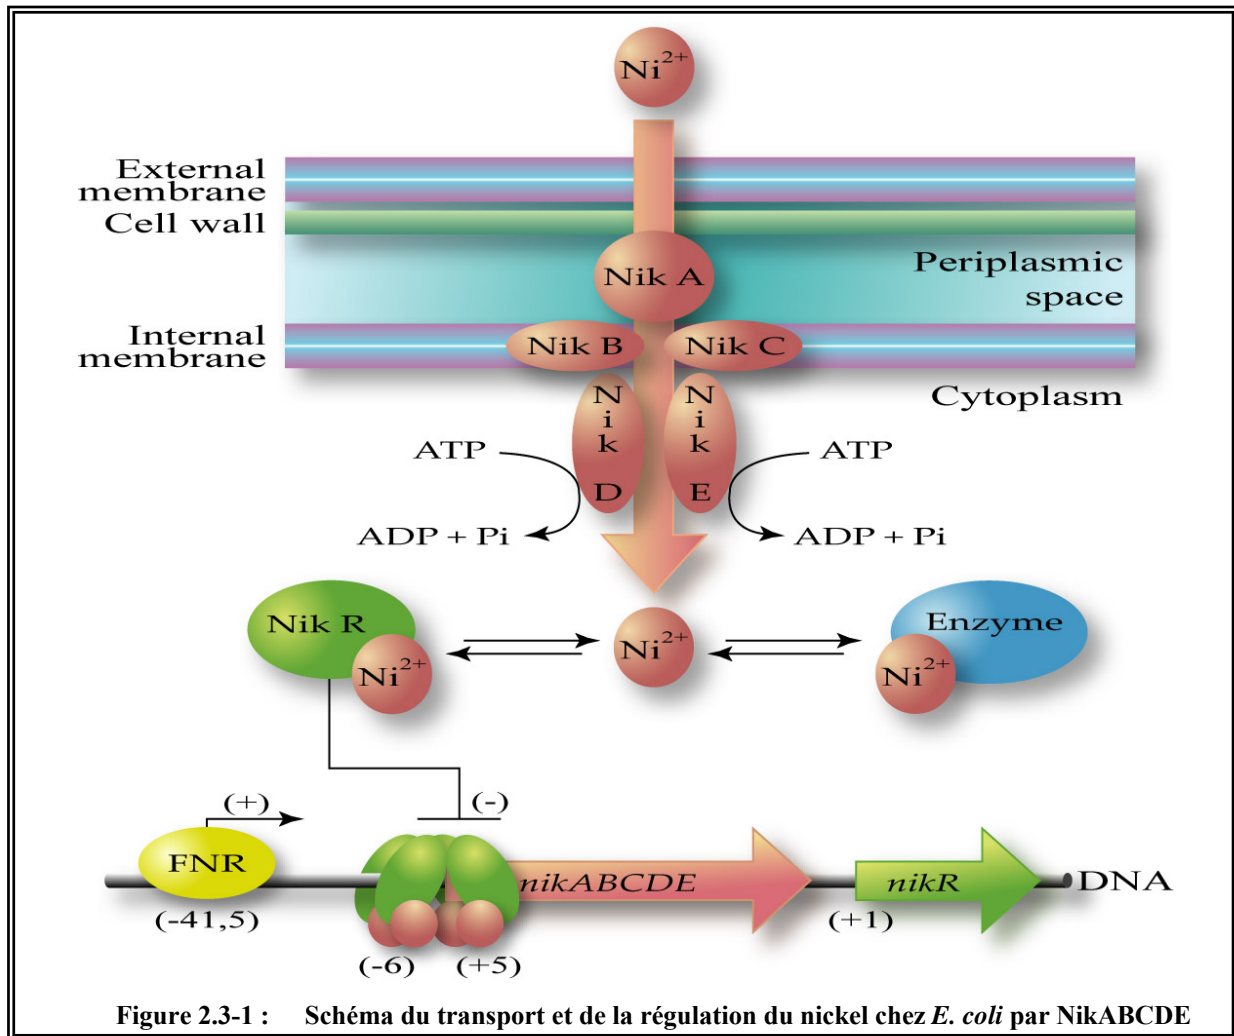 Ni2+
External
membrane
Cell wall
Nik A
Periplasmic
space
Internal
membrane
Nik B
Nik C
Cytoplasm
Nik D
Nik E
ATP
ATP
ADP + Pi
ADP + Pi
Nik R
Ni2+
Ni2+
Enzyme
Ni2+
(+)
(-)
FNR
nikABCDE
nikR
DNA
(-41,5)
(-6)
(+5)
(+1)
Figure 2.3-1 : Schéma du transport et de la régulation du nickel chez E. coli par NikABCDE